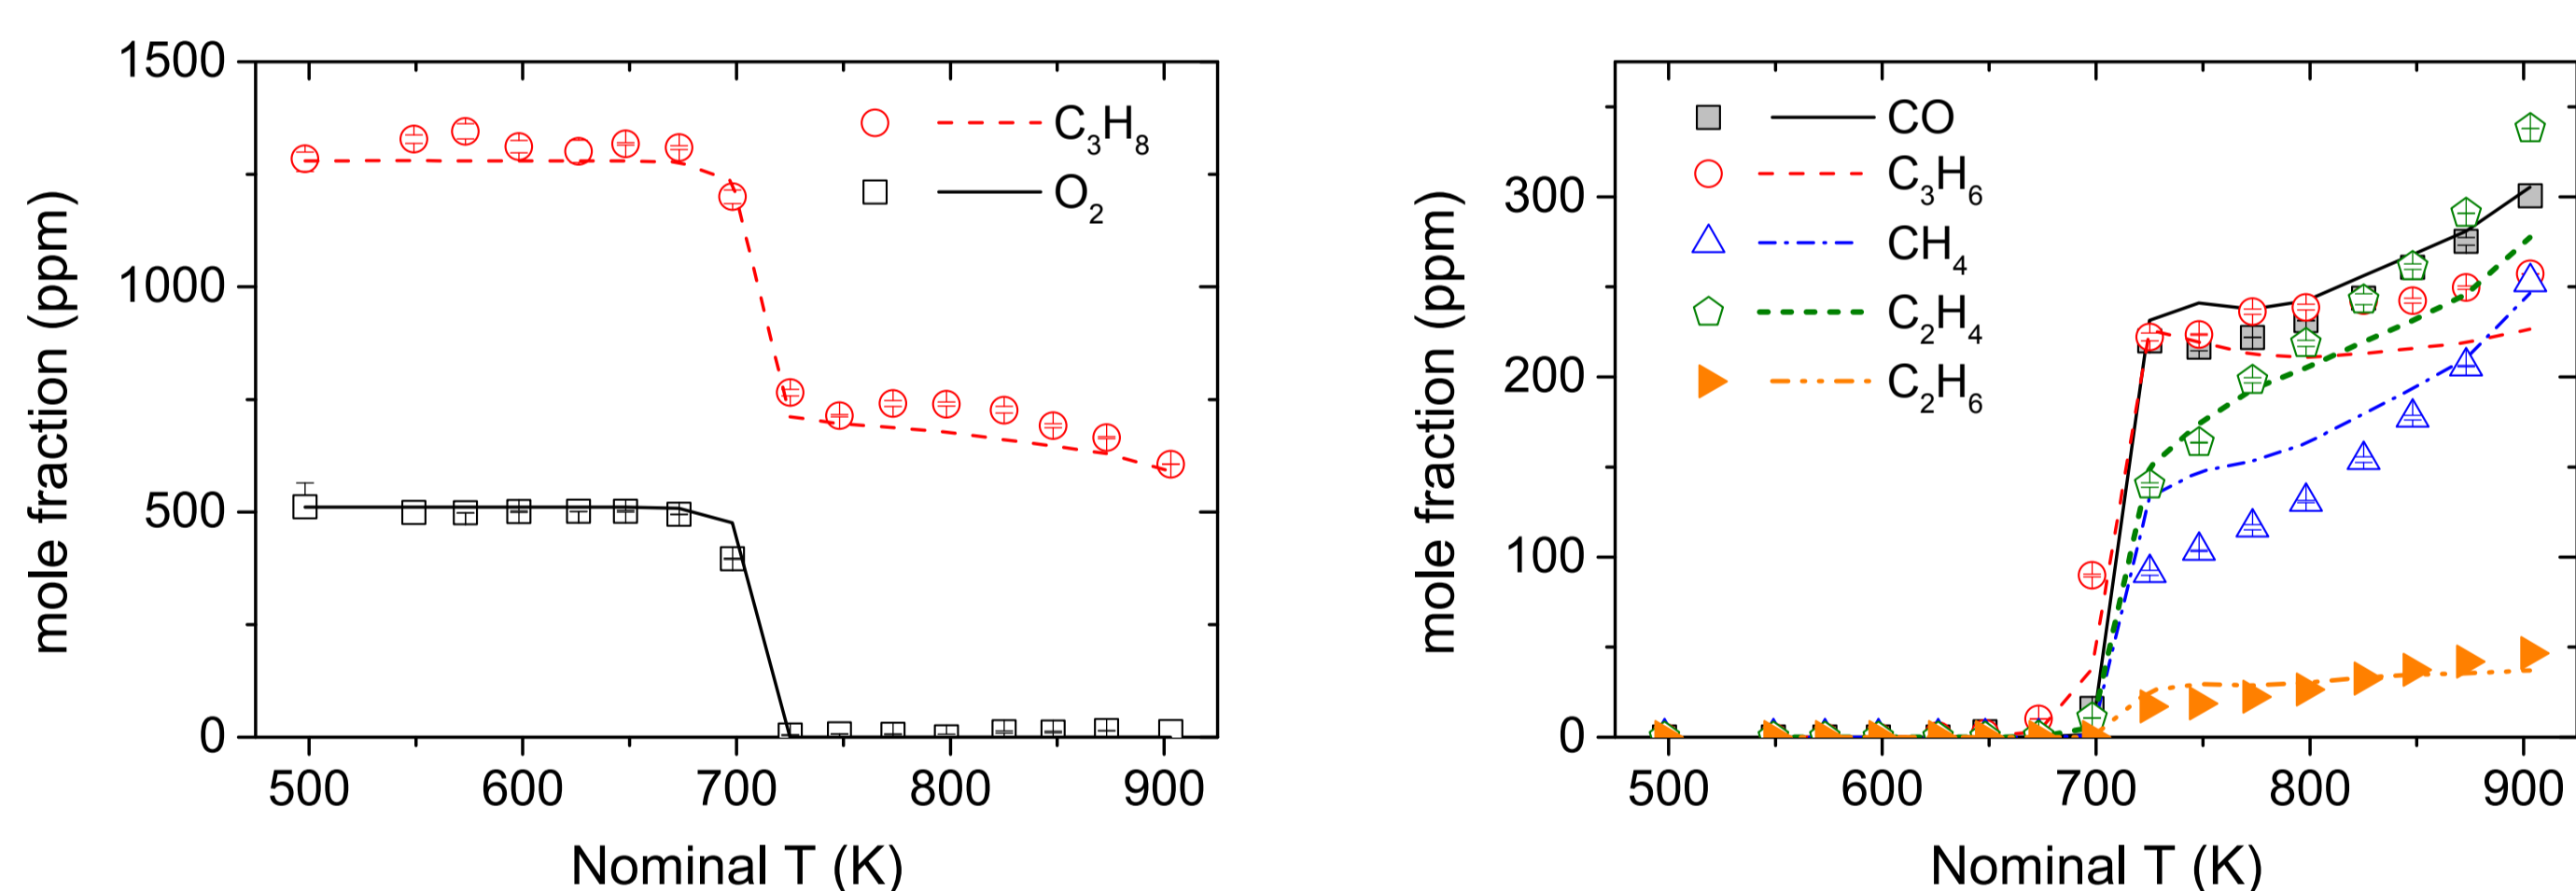 1500
1000
500
0
mole fraction (ppm)
C₃H₈
O₂
500 600 700 800 900
Nominal T (K)
300
200
100
0
mole fraction (ppm)
CO
C₃H₆
CH₄
C₂H₄
C₂H₆
500 600 700 800 900
Nominal T (K)